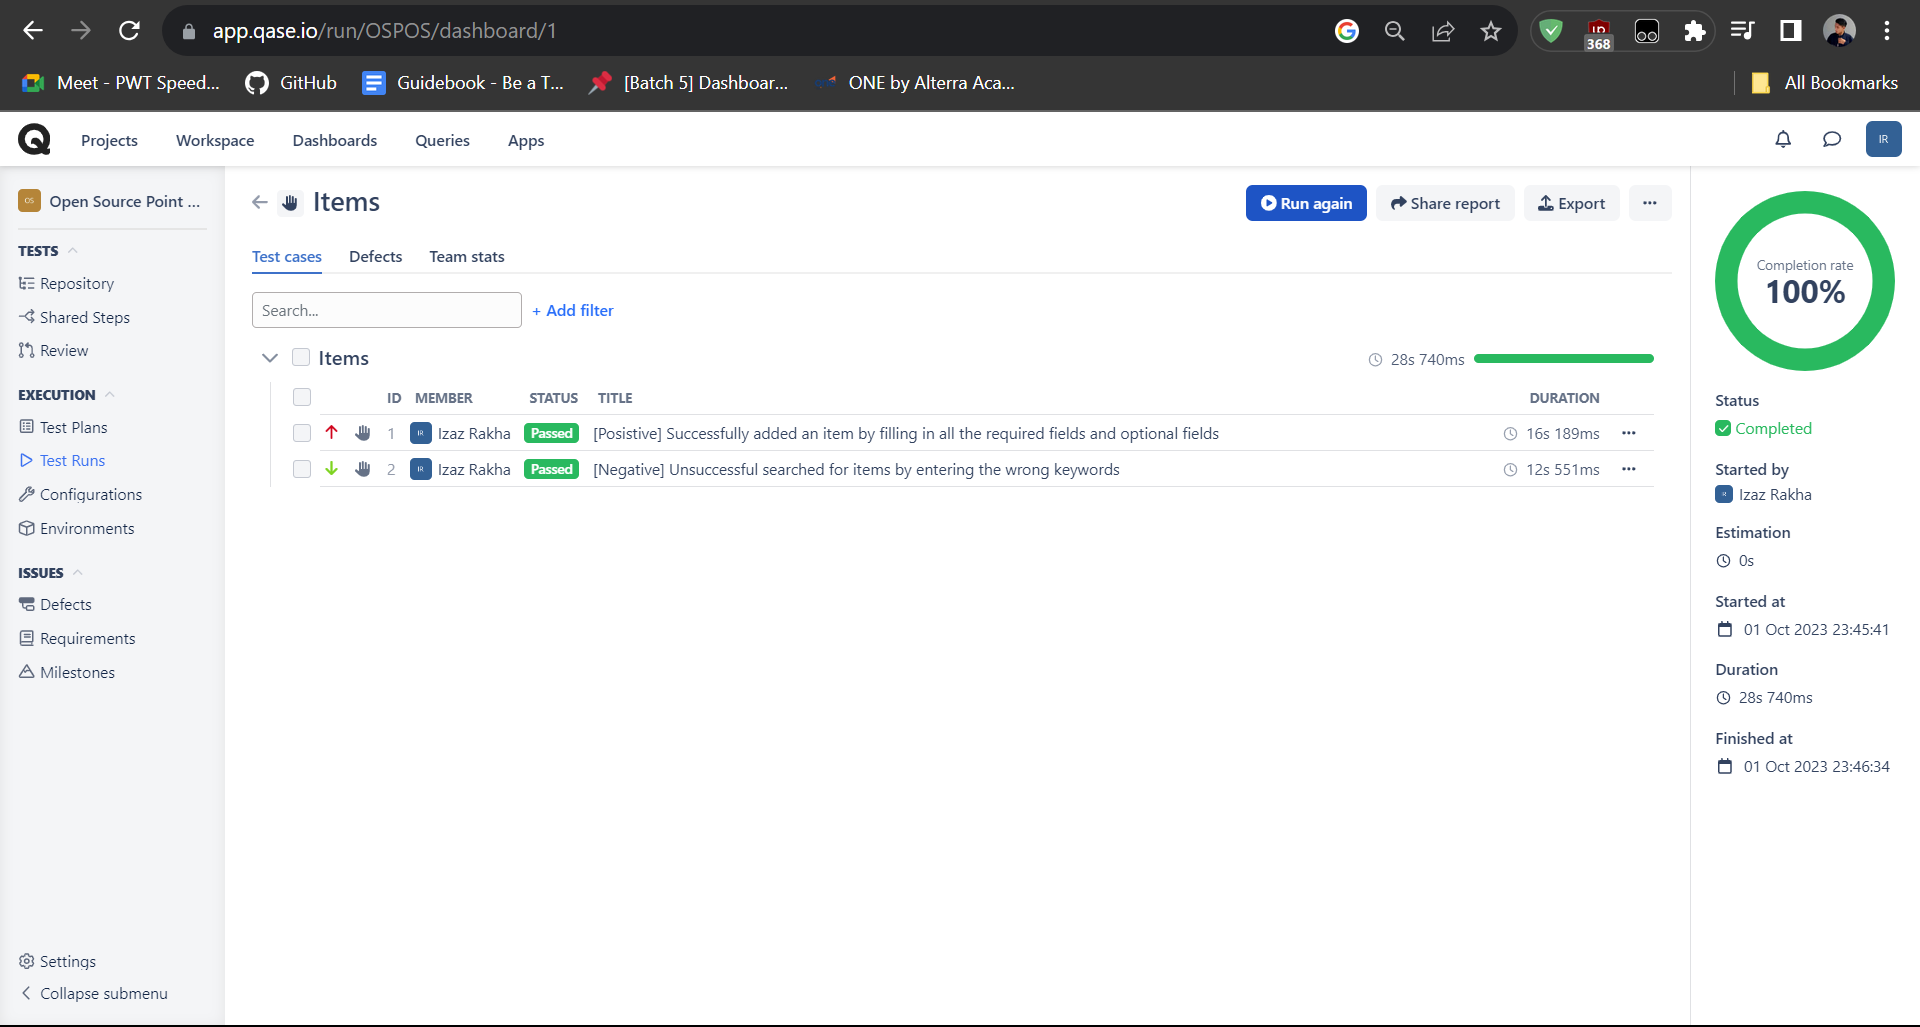 app.qase.io/run/OSPOS/dashboard/1
368
Meet - PWT Speed...
GitHub
Guidebook - Be a T...
[Batch 5] Dashboar...
ONE by Alterra Aca...
All Bookmarks
Projects
Workspace
Dashboards
Queries
Apps
IR
OS
Open Source Point ...
TESTS
Repository
Shared Steps
Review
EXECUTION
Test Plans
Test Runs
Configurations
Environments
ISSUES
Defects
Requirements
Milestones
Settings
Collapse submenu
Items
Run again
Share report
Export
Test cases
Defects
Team stats
Search...
+ Add filter
Items
28s 740ms
ID MEMBER STATUS TITLE DURATION
1 IR Izaz Rakha Passed [Posistive] Successfully added an item by filling in all the required fields and optional fields 16s 189ms
2 IR Izaz Rakha Passed [Negative] Unsuccessful searched for items by entering the wrong keywords 12s 551ms
Completion rate
100%
Status
Completed
Started by
Izaz Rakha
Estimation
0s
Started at
01 Oct 2023 23:45:41
Duration
28s 740ms
Finished at
01 Oct 2023 23:46:34